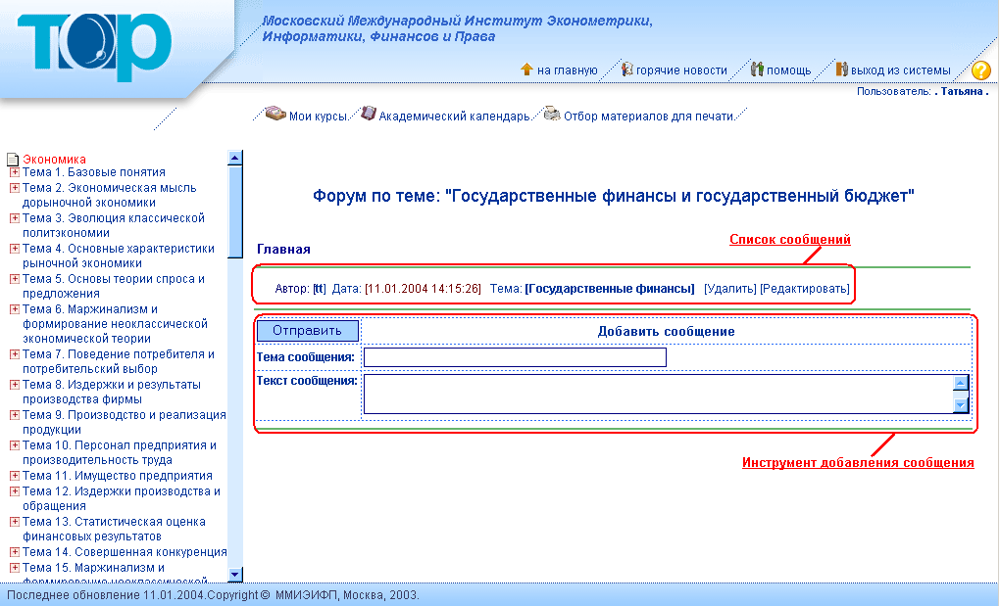 тор
Московский Международный Институт Эконометрики,
Информатики, Финансов и Права
на главную горячие новости помощь выход из системы ?
Пользователь: . Татьяна .
Мои курсы. Академический календарь. Отбор материалов для печати.
Экономика
Тема 1. Базовые понятия
Тема 2. Экономическая мысль
дорыночной экономики
Тема 3. Эволюция классической
политэкономии
Тема 4. Основные характеристики
рыночной экономики
Тема 5. Основы теории спроса и
предложения
Тема 6. Маржинализм и
формирование неоклассической
экономической теории
Тема 7. Поведение потребителя и
потребительский выбор
Тема 8. Издержки и результаты
производства фирмы
Тема 9. Производство и реализация
продукции
Тема 10. Персонал предприятия и
производительность труда
Тема 11. Имущество предприятия
Тема 12. Издержки производства и
обращения
Тема 13. Статистическая оценка
финансовых результатов
Тема 14. Совершенная конкуренция
Тема 15. Маржинализм и
формирование неоклассической
Форум по теме: "Государственные финансы и государственный бюджет"
Список сообщений
Главная
Автор: [tt] Дата: [11.01.2004 14:15:26] Тема: [Государственные финансы] [Удалить] [Редактировать]
Отправить Добавить сообщение
Тема сообщения:
Текст сообщения:
Инструмент добавления сообщения
Последнее обновление 11.01.2004.Copyright © ММИЭИФП, Москва, 2003.